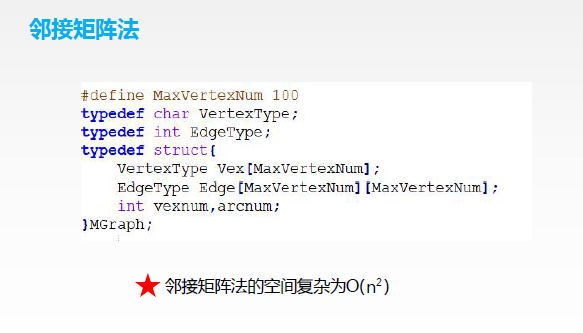 邻接矩阵法
#define MaxVertexNum 100
typedef char VertexType;
typedef int EdgeType;
typedef struct{
VertexType Vex[MaxVertexNum];
EdgeType Edge[MaxVertexNum][MaxVertexNum];
int vexnum,arcnum;
}MGraph;
★ 邻接矩阵法的空间复杂为O(n²)